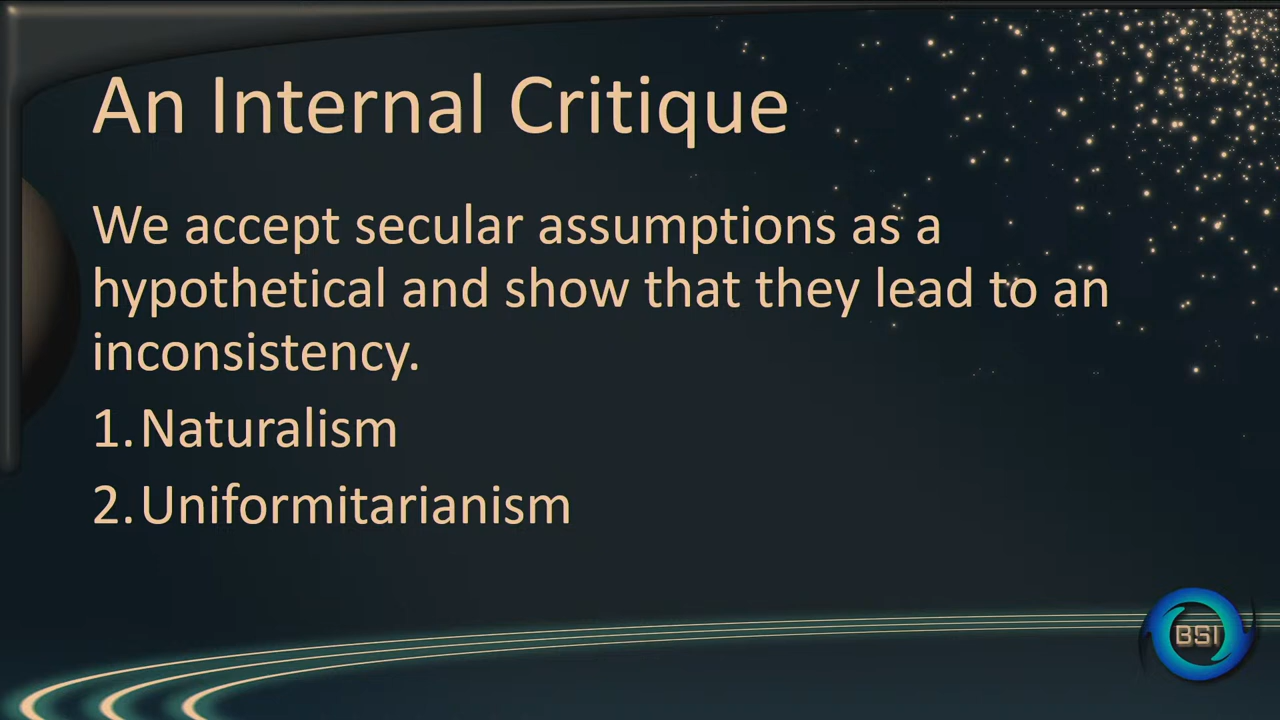 An Internal Critique
We accept secular assumptions as a
hypothetical and show that they lead to an
inconsistency.
1. Naturalism
2. Uniformitarianism
BSI